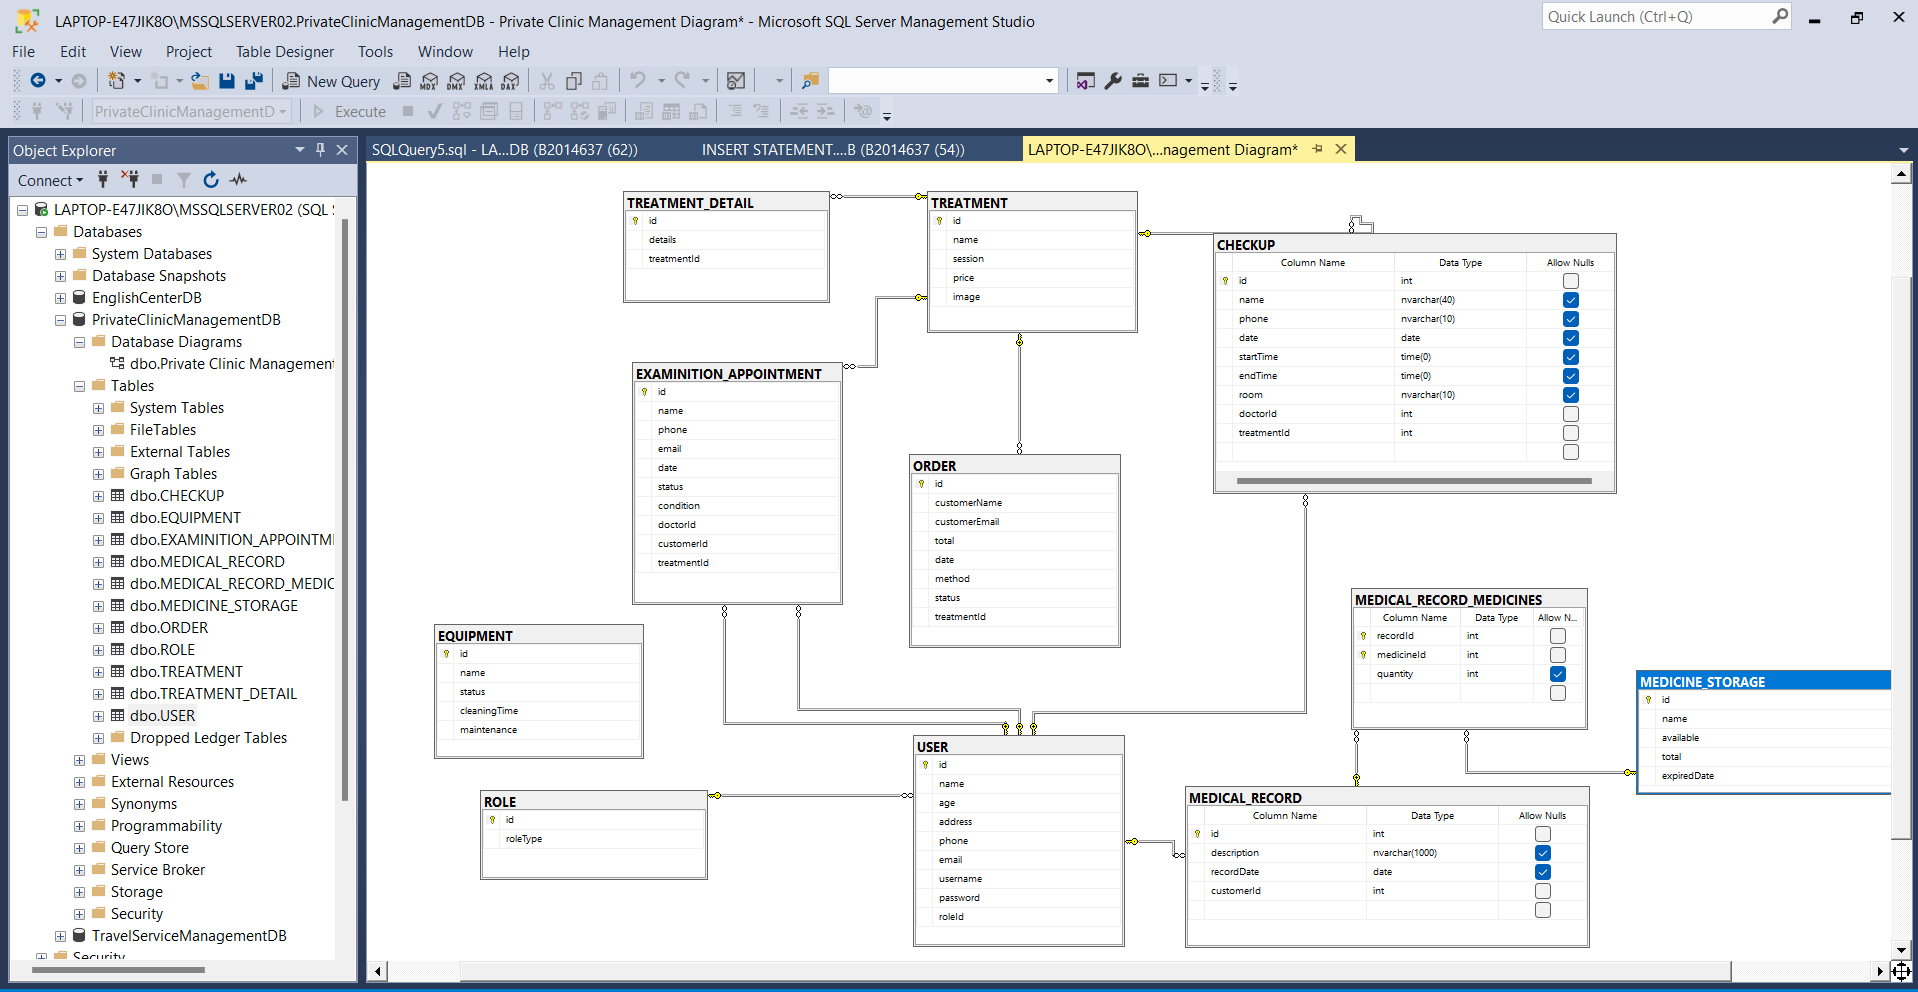 LAPTOP-E47JIK8O\MSSQLSERVER02.PrivateClinicManagementDB - Private Clinic Management Diagram* - Microsoft SQL Server Management Studio
Quick Launch (Ctrl+Q)
File Edit View Project Table Designer Tools Window Help
New Query
MDX DMX XMLA DAX
PrivateClinicManagementD
Execute
Object Explorer
Connect
LAPTOP-E47JIK8O\MSSQLSERVER02 (SQL S
Databases
System Databases
Database Snapshots
EnglishCenterDB
PrivateClinicManagementDB
Database Diagrams
dbo.Private Clinic Management
Tables
System Tables
FileTables
External Tables
Graph Tables
dbo.CHECKUP
dbo.EQUIPMENT
dbo.EXAMINITION_APPOINTM
dbo.MEDICAL_RECORD
dbo.MEDICAL_RECORD_MEDIC
dbo.MEDICINE_STORAGE
dbo.ORDER
dbo.ROLE
dbo.TREATMENT
dbo.TREATMENT_DETAIL
dbo.USER
Dropped Ledger Tables
Views
External Resources
Synonyms
Programmability
Query Store
Service Broker
Storage
Security
TravelServiceManagementDB
Security
SQLQuery5.sql - LA...DB (B2014637 (62))
INSERT STATEMENT....B (B2014637 (54))
LAPTOP-E47JIK8O\...nagement Diagram*
TREATMENT_DETAIL
id
details
treatmentId
TREATMENT
id
name
session
price
image
CHECKUP
Column Name Data Type Allow Nulls
id int
name nvarchar(40)
phone nvarchar(10)
date date
startTime time(0)
endTime time(0)
room nvarchar(10)
doctorId int
treatmentId int
EXAMINITION_APPOINTMENT
id
name
phone
email
date
status
condition
doctorId
customerId
treatmentId
ORDER
id
customerName
customerEmail
total
date
method
status
treatmentId
EQUIPMENT
id
name
status
cleaningTime
maintenance
MEDICAL_RECORD_MEDICINES
Column Name Data Type Allow N...
recordId int
medicineId int
quantity int
MEDICINE_STORAGE
id
name
available
total
expiredDate
ROLE
id
roleType
USER
id
name
age
address
phone
email
username
password
roleId
MEDICAL_RECORD
Column Name Data Type Allow Nulls
id int
description nvarchar(1000)
recordDate date
customerId int